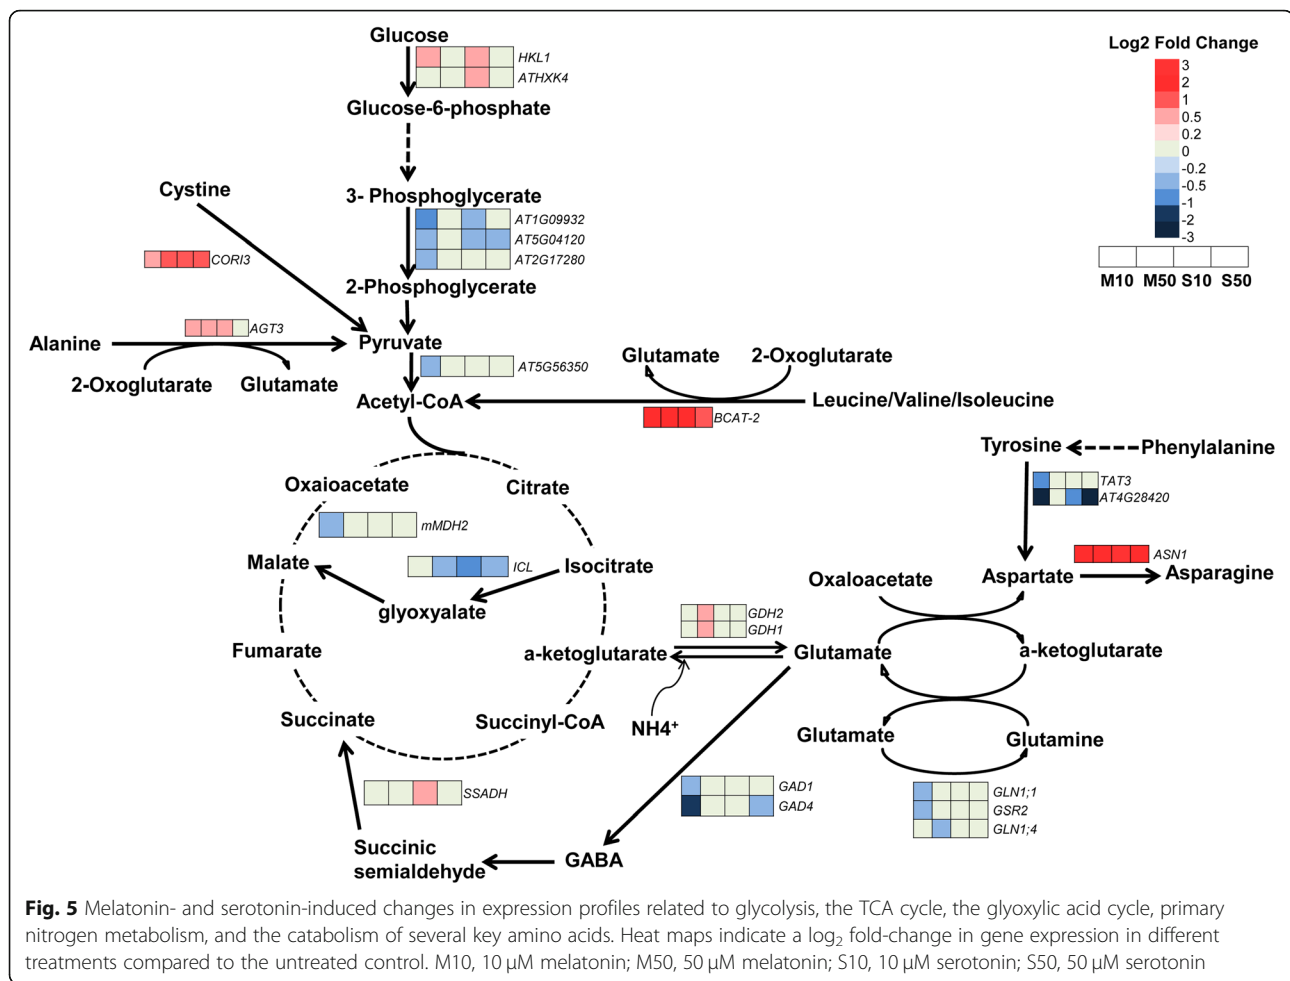 Glucose
HKL1
ATHXK4
Glucose-6-phosphate
Log2 Fold Change
3
2
1
0.5
0.2
0
-0.2
-0.5
-1
-2
-3
M10 M50 S10 S50
3- Phosphoglycerate
AT1G09932
AT5G04120
AT2G17280
2-Phosphoglycerate
Cystine
CORI3
AGT3
Alanine
Pyruvate
2-Oxoglutarate
Glutamate
AT5G56350
Acetyl-CoA
Glutamate
2-Oxoglutarate
Leucine/Valine/Isoleucine
BCAT-2
Tyrosine
Phenylalanine
TAT3
AT4G28420
ASN1
Aspartate
Asparagine
Oxaioacetate
Citrate
mMDH2
Malate
ICL
Isocitrate
glyoxyalate
Fumarate
a-ketoglutarate
Succinate
Succinyl-CoA
NH4+
GDH2
GDH1
Oxaloacetate
Glutamate
a-ketoglutarate
Glutamate
Glutamine
GLN1;1
GSR2
GLN1;4
GAD1
GAD4
SSADH
Succinic
semialdehyde
GABA
Fig. 5 Melatonin- and serotonin-induced changes in expression profiles related to glycolysis, the TCA cycle, the glyoxylic acid cycle, primary
nitrogen metabolism, and the catabolism of several key amino acids. Heat maps indicate a log2 fold-change in gene expression in different
treatments compared to the untreated control. M10, 10 μM melatonin; M50, 50 μM melatonin; S10, 10 μM serotonin; S50, 50 μM serotonin